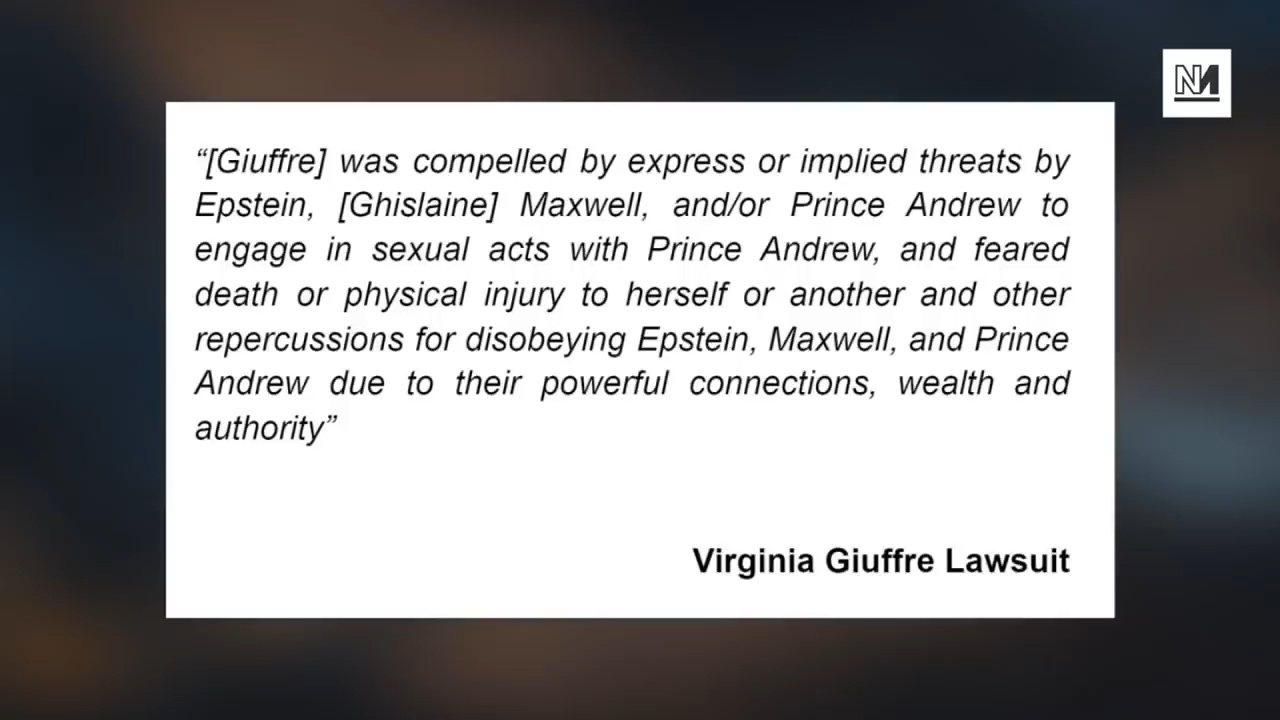 NM
“[Giuffre] was compelled by express or implied threats by
Epstein, [Ghislaine] Maxwell, and/or Prince Andrew to
engage in sexual acts with Prince Andrew, and feared
death or physical injury to herself or another and other
repercussions for disobeying Epstein, Maxwell, and Prince
Andrew due to their powerful connections, wealth and
authority”
Virginia Giuffre Lawsuit